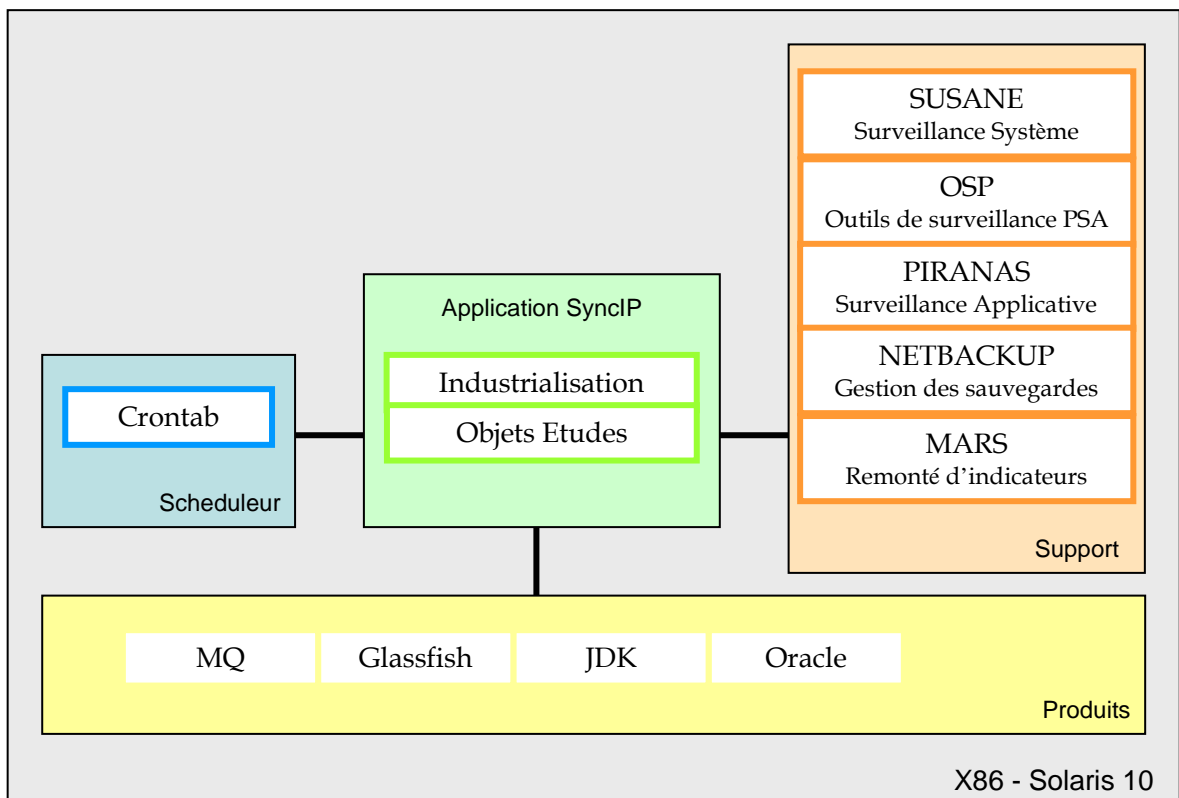 SUSANE
Surveillance Système
OSP
Outils de surveillance PSA
PIRANAS
Surveillance Applicative
NETBACKUP
Gestion des sauvegardes
MARS
Remonté d'indicateurs
Support
Application SyncIP
Industrialisation
Objets Etudes
Crontab
Scheduleur
MQ
Glassfish
JDK
Oracle
Produits
X86 - Solaris 10